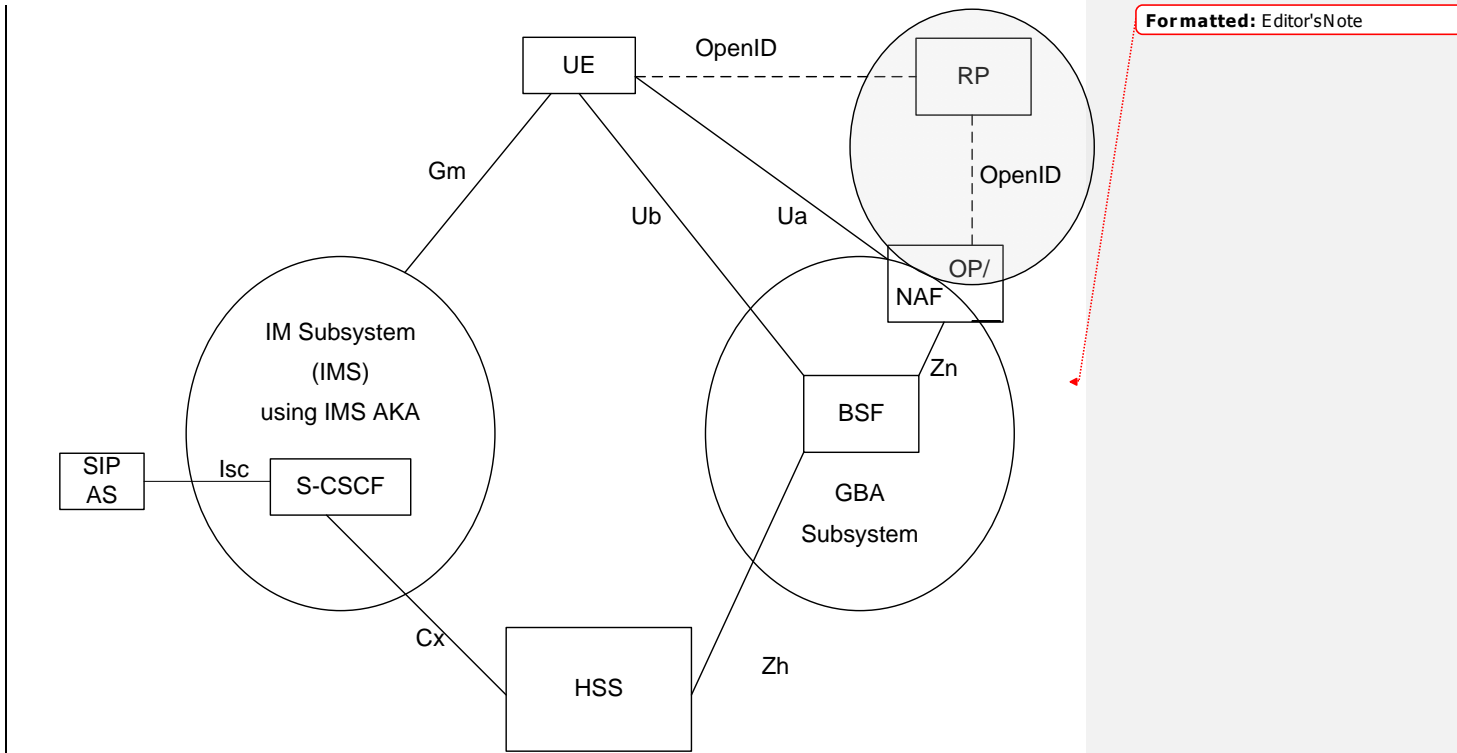 Formatted: Editor'sNote
OpenID
UE
RP
Gm
OpenID
Ub
Ua
OP/
NAF
IM Subsystem
(IMS)
using IMS AKA
Zn
BSF
SIP
AS
Isc
S-CSCF
GBA
Subsystem
Cx
Zh
HSS